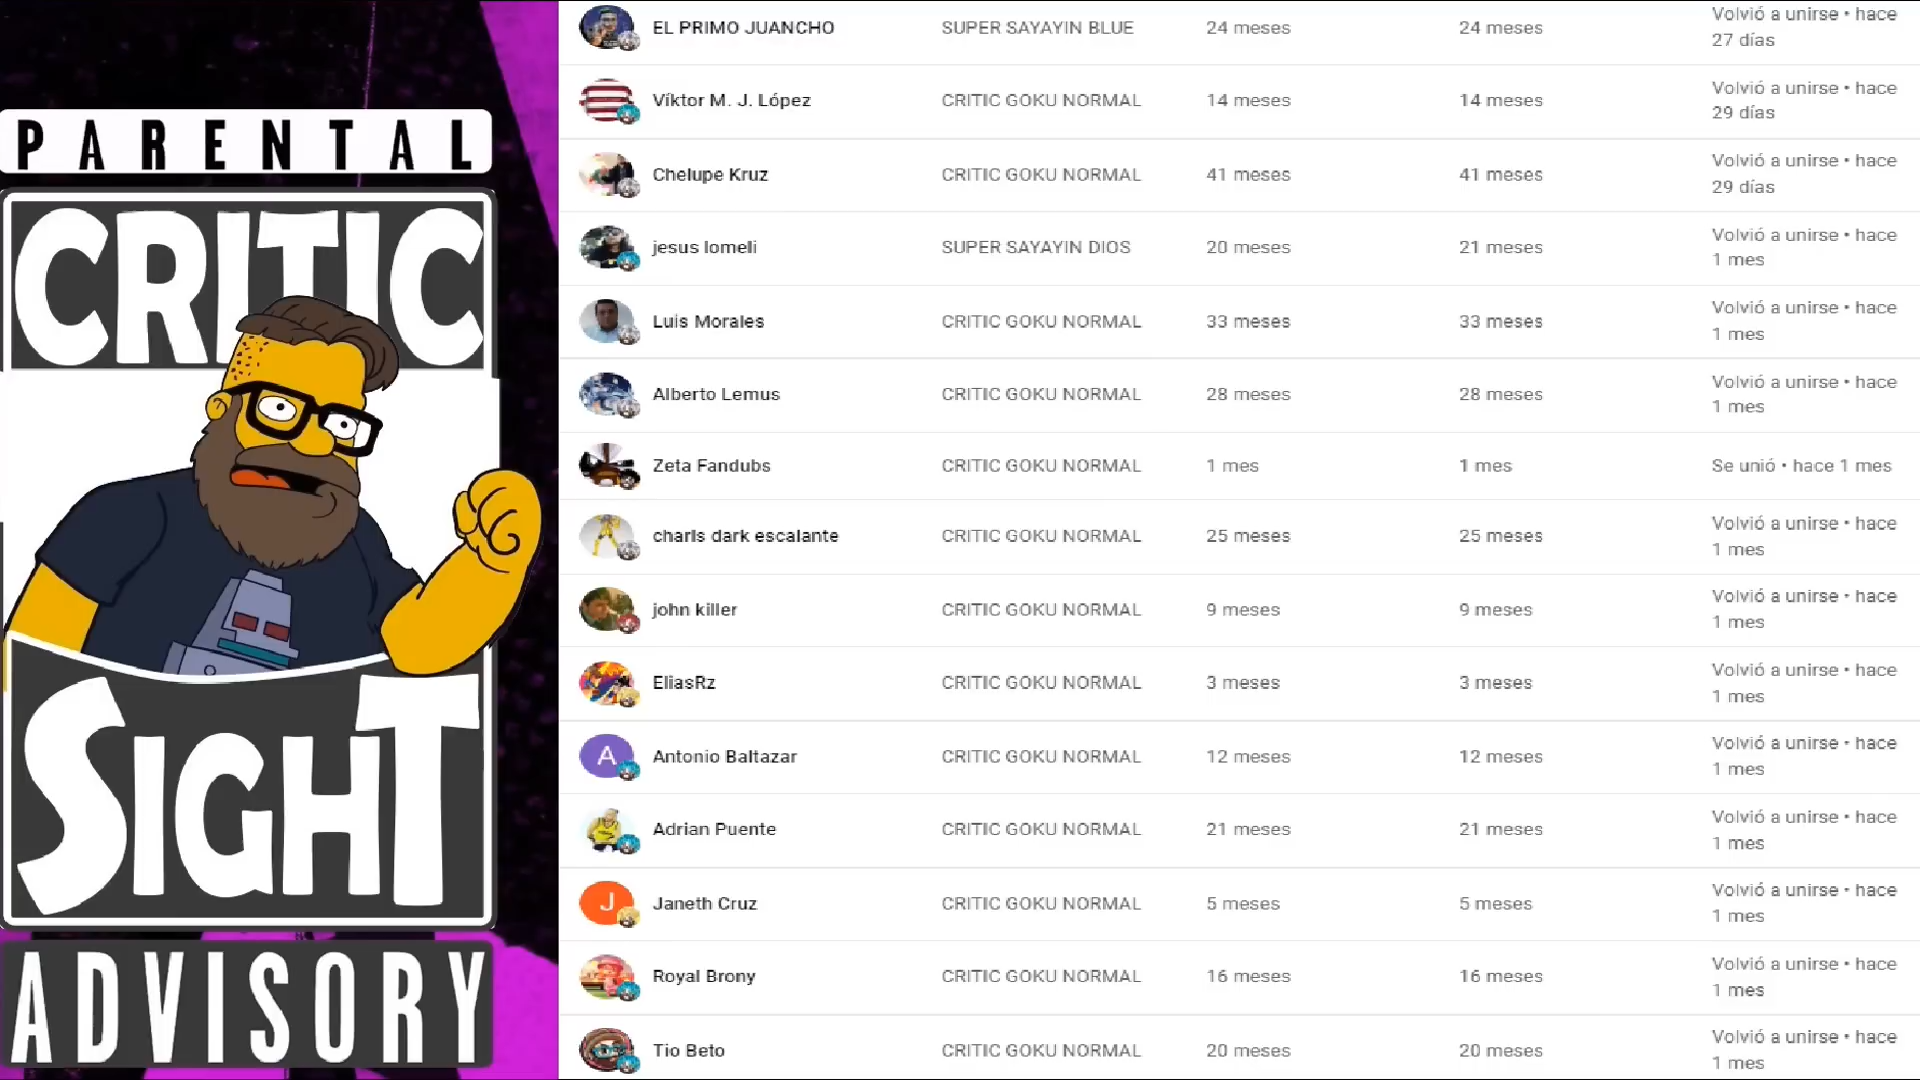 PARENTAL
CRITIC
SIGHT
ADVISORY
EL PRIMO JUANCHO SUPER SAYAYIN BLUE 24 meses 24 meses Volvió a unirse • hace
27 días
Víktor M. J. López CRITIC GOKU NORMAL 14 meses 14 meses Volvió a unirse • hace
29 días
Chelupe Kruz CRITIC GOKU NORMAL 41 meses 41 meses Volvió a unirse • hace
29 días
jesus lomeli SUPER SAYAYIN DIOS 20 meses 21 meses Volvió a unirse • hace
1 mes
Luis Morales CRITIC GOKU NORMAL 33 meses 33 meses Volvió a unirse • hace
1 mes
Alberto Lemus CRITIC GOKU NORMAL 28 meses 28 meses Volvió a unirse • hace
1 mes
Zeta Fandubs CRITIC GOKU NORMAL 1 mes 1 mes Se unió • hace 1 mes
charls dark escalante CRITIC GOKU NORMAL 25 meses 25 meses Volvió a unirse • hace
1 mes
john killer CRITIC GOKU NORMAL 9 meses 9 meses Volvió a unirse • hace
1 mes
EliasRz CRITIC GOKU NORMAL 3 meses 3 meses Volvió a unirse • hace
1 mes
A Antonio Baltazar CRITIC GOKU NORMAL 12 meses 12 meses Volvió a unirse • hace
1 mes
Adrian Puente CRITIC GOKU NORMAL 21 meses 21 meses Volvió a unirse • hace
1 mes
J Janeth Cruz CRITIC GOKU NORMAL 5 meses 5 meses Volvió a unirse • hace
1 mes
Royal Brony CRITIC GOKU NORMAL 16 meses 16 meses Volvió a unirse • hace
1 mes
Tio Beto CRITIC GOKU NORMAL 20 meses 20 meses Volvió a unirse • hace
1 mes